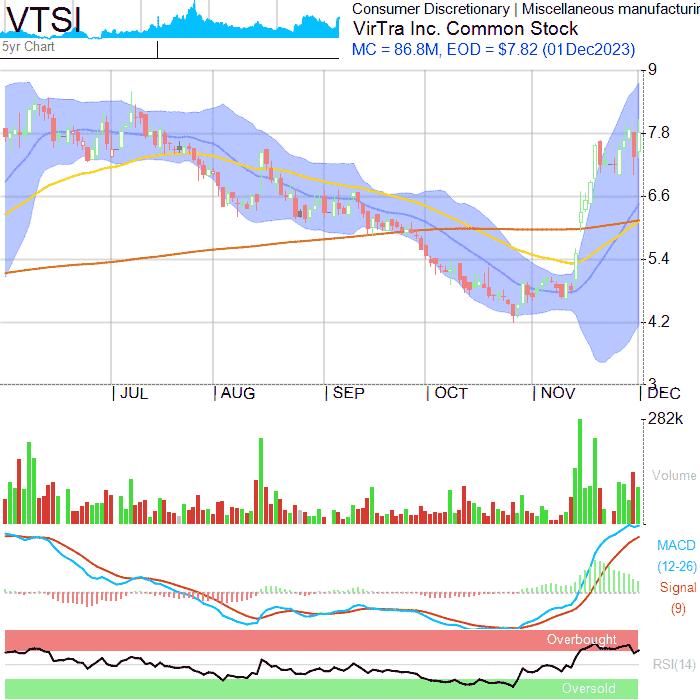 VTSI
5yr Chart
Consumer Discretionary | Miscellaneous manufacturin
VirTra Inc. Common Stock
MC = 86.8M, EOD = $7.82 (01Dec2023)
9
7.8
6.6
5.4
4.2
3
JUL AUG SEP OCT NOV DEC
282k
Volume
MACD
(12-26)
Signal
(9)
Overbought
RSI(14)
Oversold